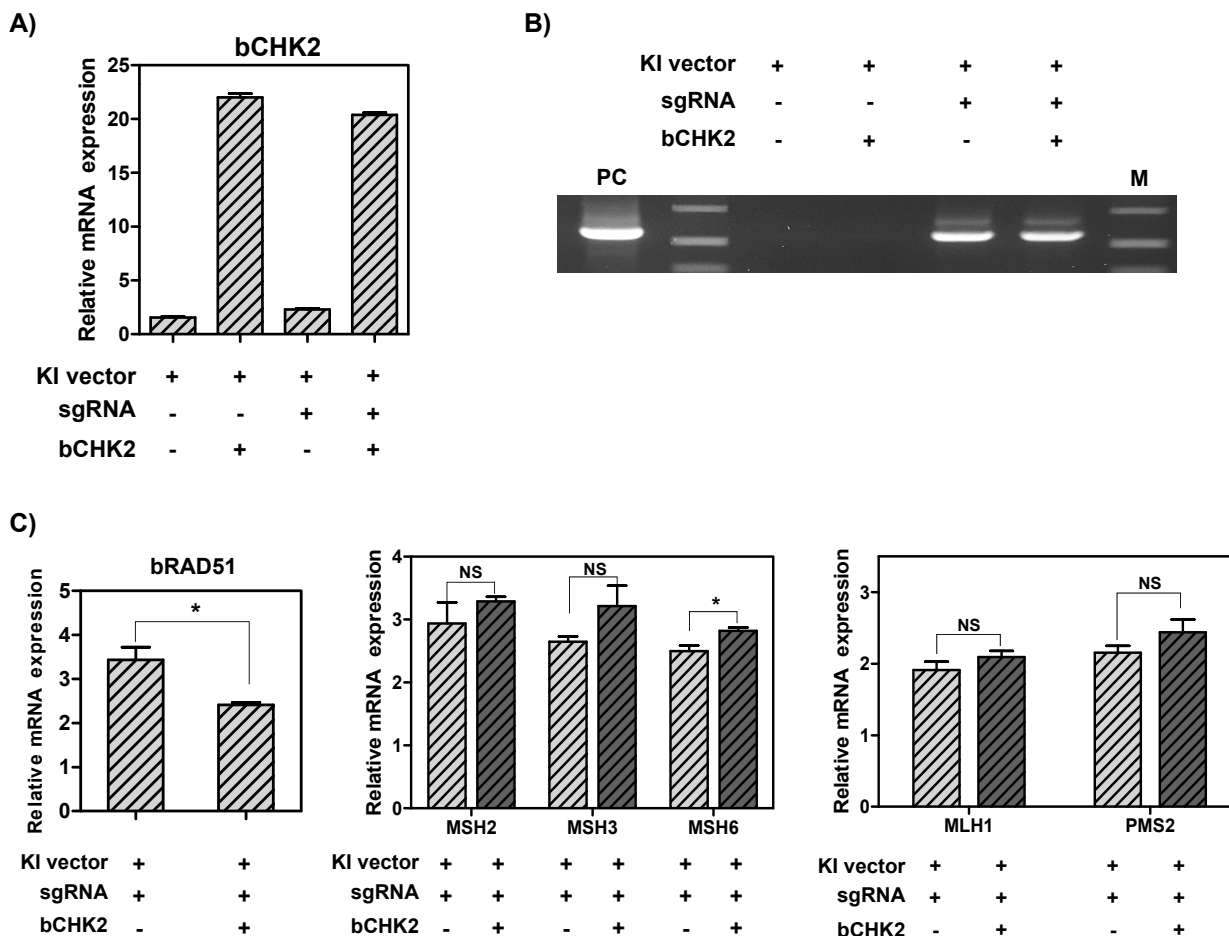 A)
bCHK2
Relative mRNA expression
25
20
15
10
5
0
KI vector + + + +
sgRNA - - + +
bCHK2 - + - +
B)
KI vector + + + +
sgRNA - - + +
bCHK2 - + - +
PC M
C)
bRAD51
Relative mRNA expression
5
4
3
2
1
0
*
KI vector + +
sgRNA + +
bCHK2 - +
Relative mRNA expression
4
3
2
1
0
NS NS *
MSH2 MSH3 MSH6
KI vector + + + + + +
sgRNA + + + + + +
bCHK2 - + - + - +
Relative mRNA expression
3
2
1
0
NS NS
MLH1 PMS2
KI vector + + + +
sgRNA + + + +
bCHK2 - + - +